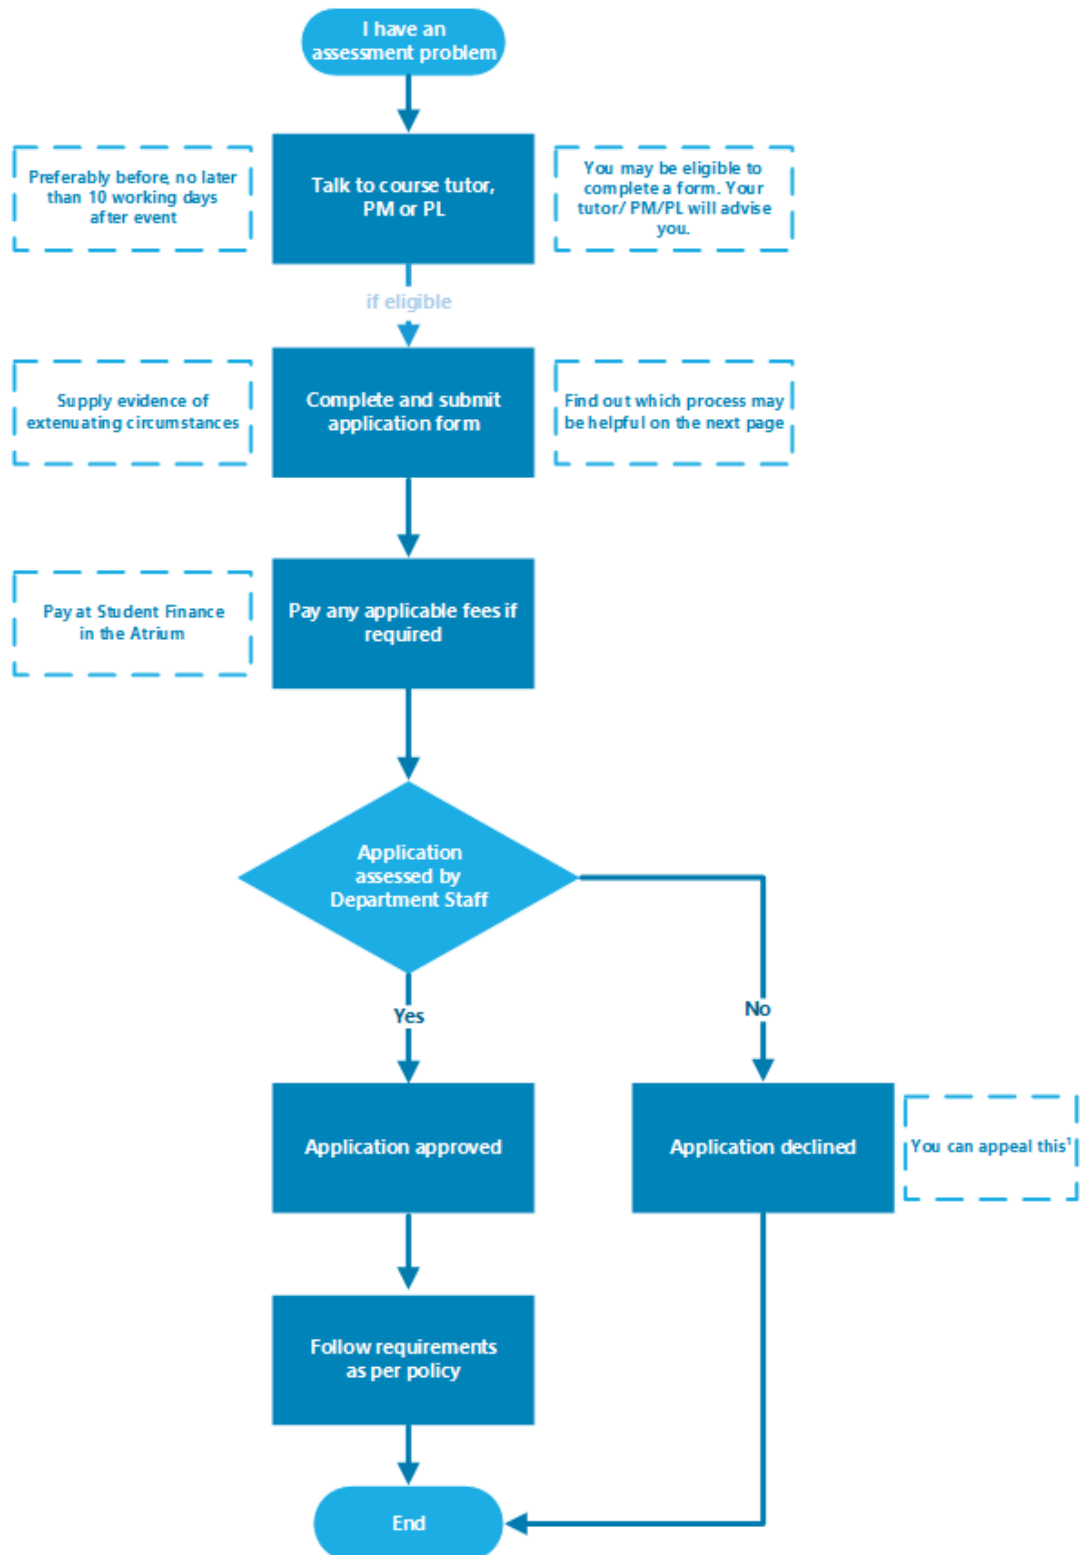 I have an
assessment problem
Preferably before, no later
than 10 working days
after event
Talk to course tutor,
PM or PL
You may be eligible to
complete a form. Your
tutor/ PM/PL will advise
you.
if eligible
Supply evidence of
extenuating circumstances
Complete and submit
application form
Find out which process may
be helpful on the next page
Pay at Student Finance
in the Atrium
Pay any applicable fees if
required
Application
assessed by
Department Staff
Yes
No
Application approved
Application declined
You can appeal this¹
Follow requirements
as per policy
End